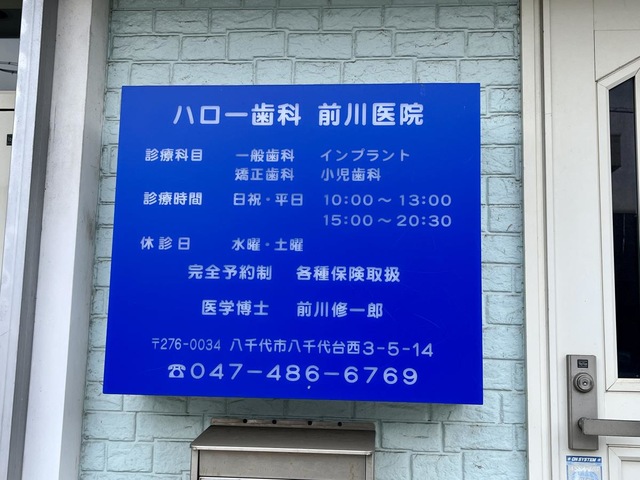 ハロー歯科 前川医院
診療科目 一般歯科 インプラント
矯正歯科 小児歯科
診療時間 日祝・平日 10:00～13:00
15:00～20:30
休診日 水曜・土曜
完全予約制 各種保険取扱
医学博士 前川修一郎
〒276-0034 八千代市八千代台西3-5-14
☎047-486-6769
ON SYSTEM